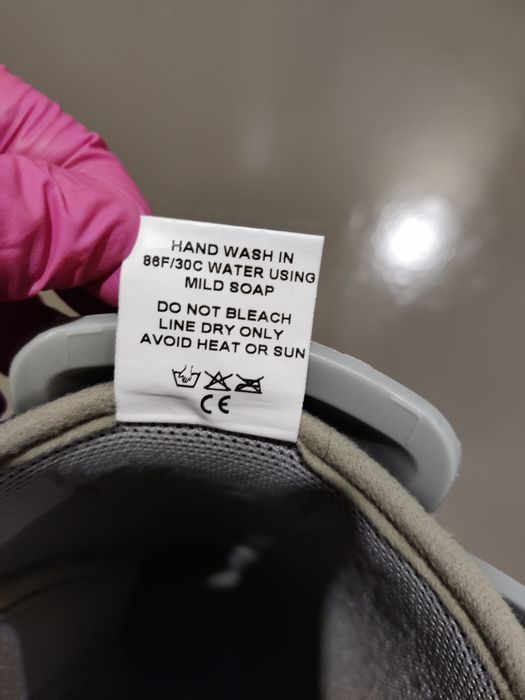 HAND WASH IN
86F/30C WATER USING
MILD SOAP
DO NOT BLEACH
LINE DRY ONLY
AVOID HEAT OR SUN
CE